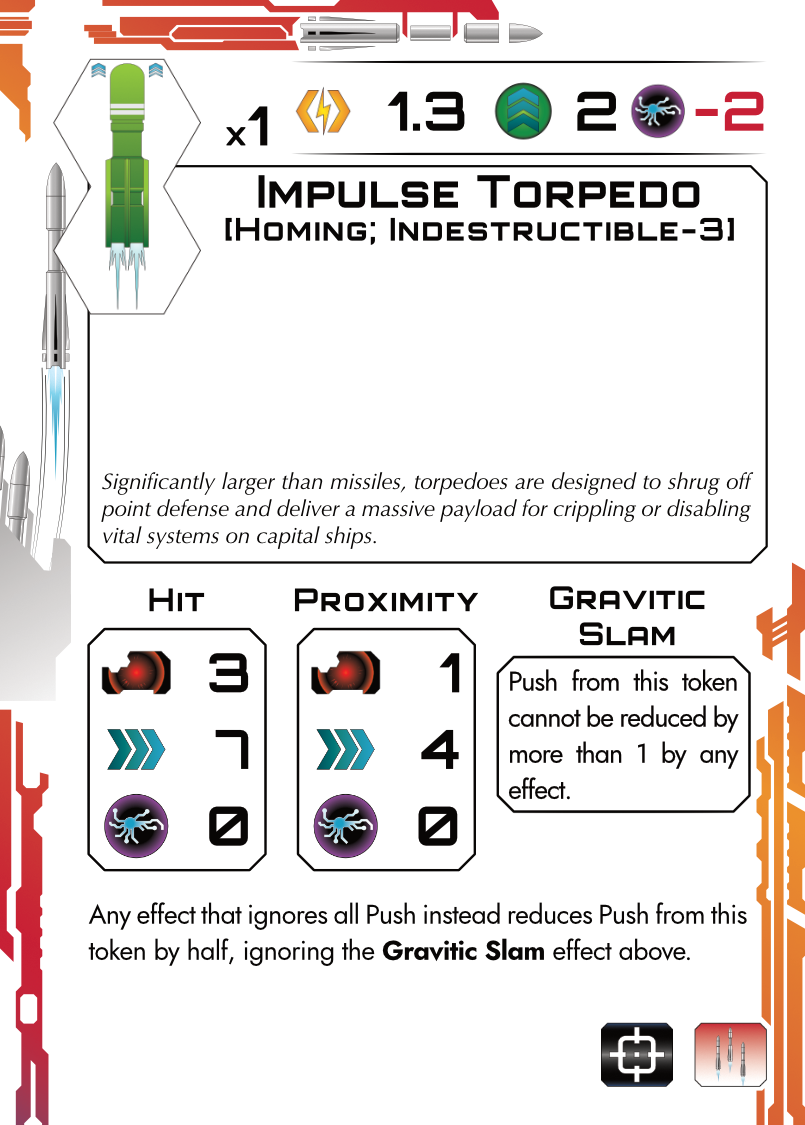 x1 1.3 2 -2
Impulse Torpedo
[Homing; Indestructible-3]
Significantly larger than missiles, torpedoes are designed to shrug off
point defense and deliver a massive payload for crippling or disabling
vital systems on capital ships.
Hit
3
7
0
Proximity
1
4
0
Gravitic
Slam
Push from this token
cannot be reduced by
more than 1 by any
effect.
Any effect that ignores all Push instead reduces Push from this
token by half, ignoring the Gravitic Slam effect above.